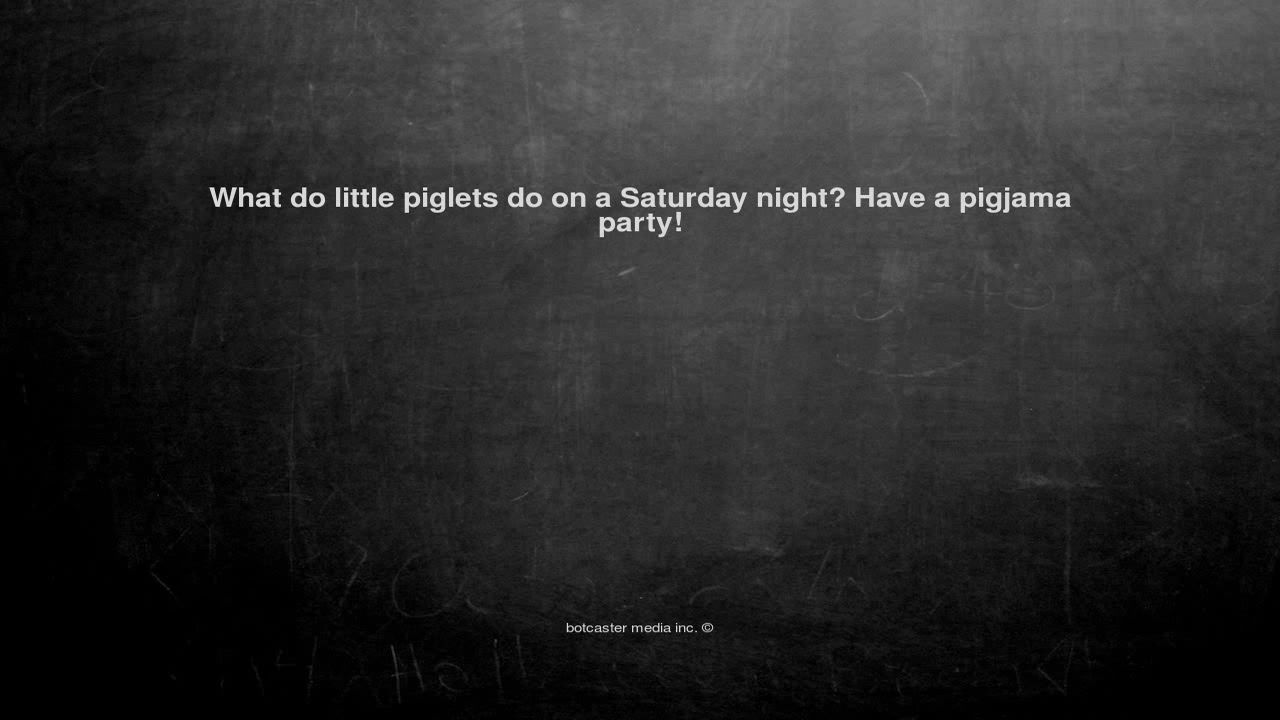 What do little piglets do on a Saturday night? Have a pigjama
party!
botcaster media inc. ©